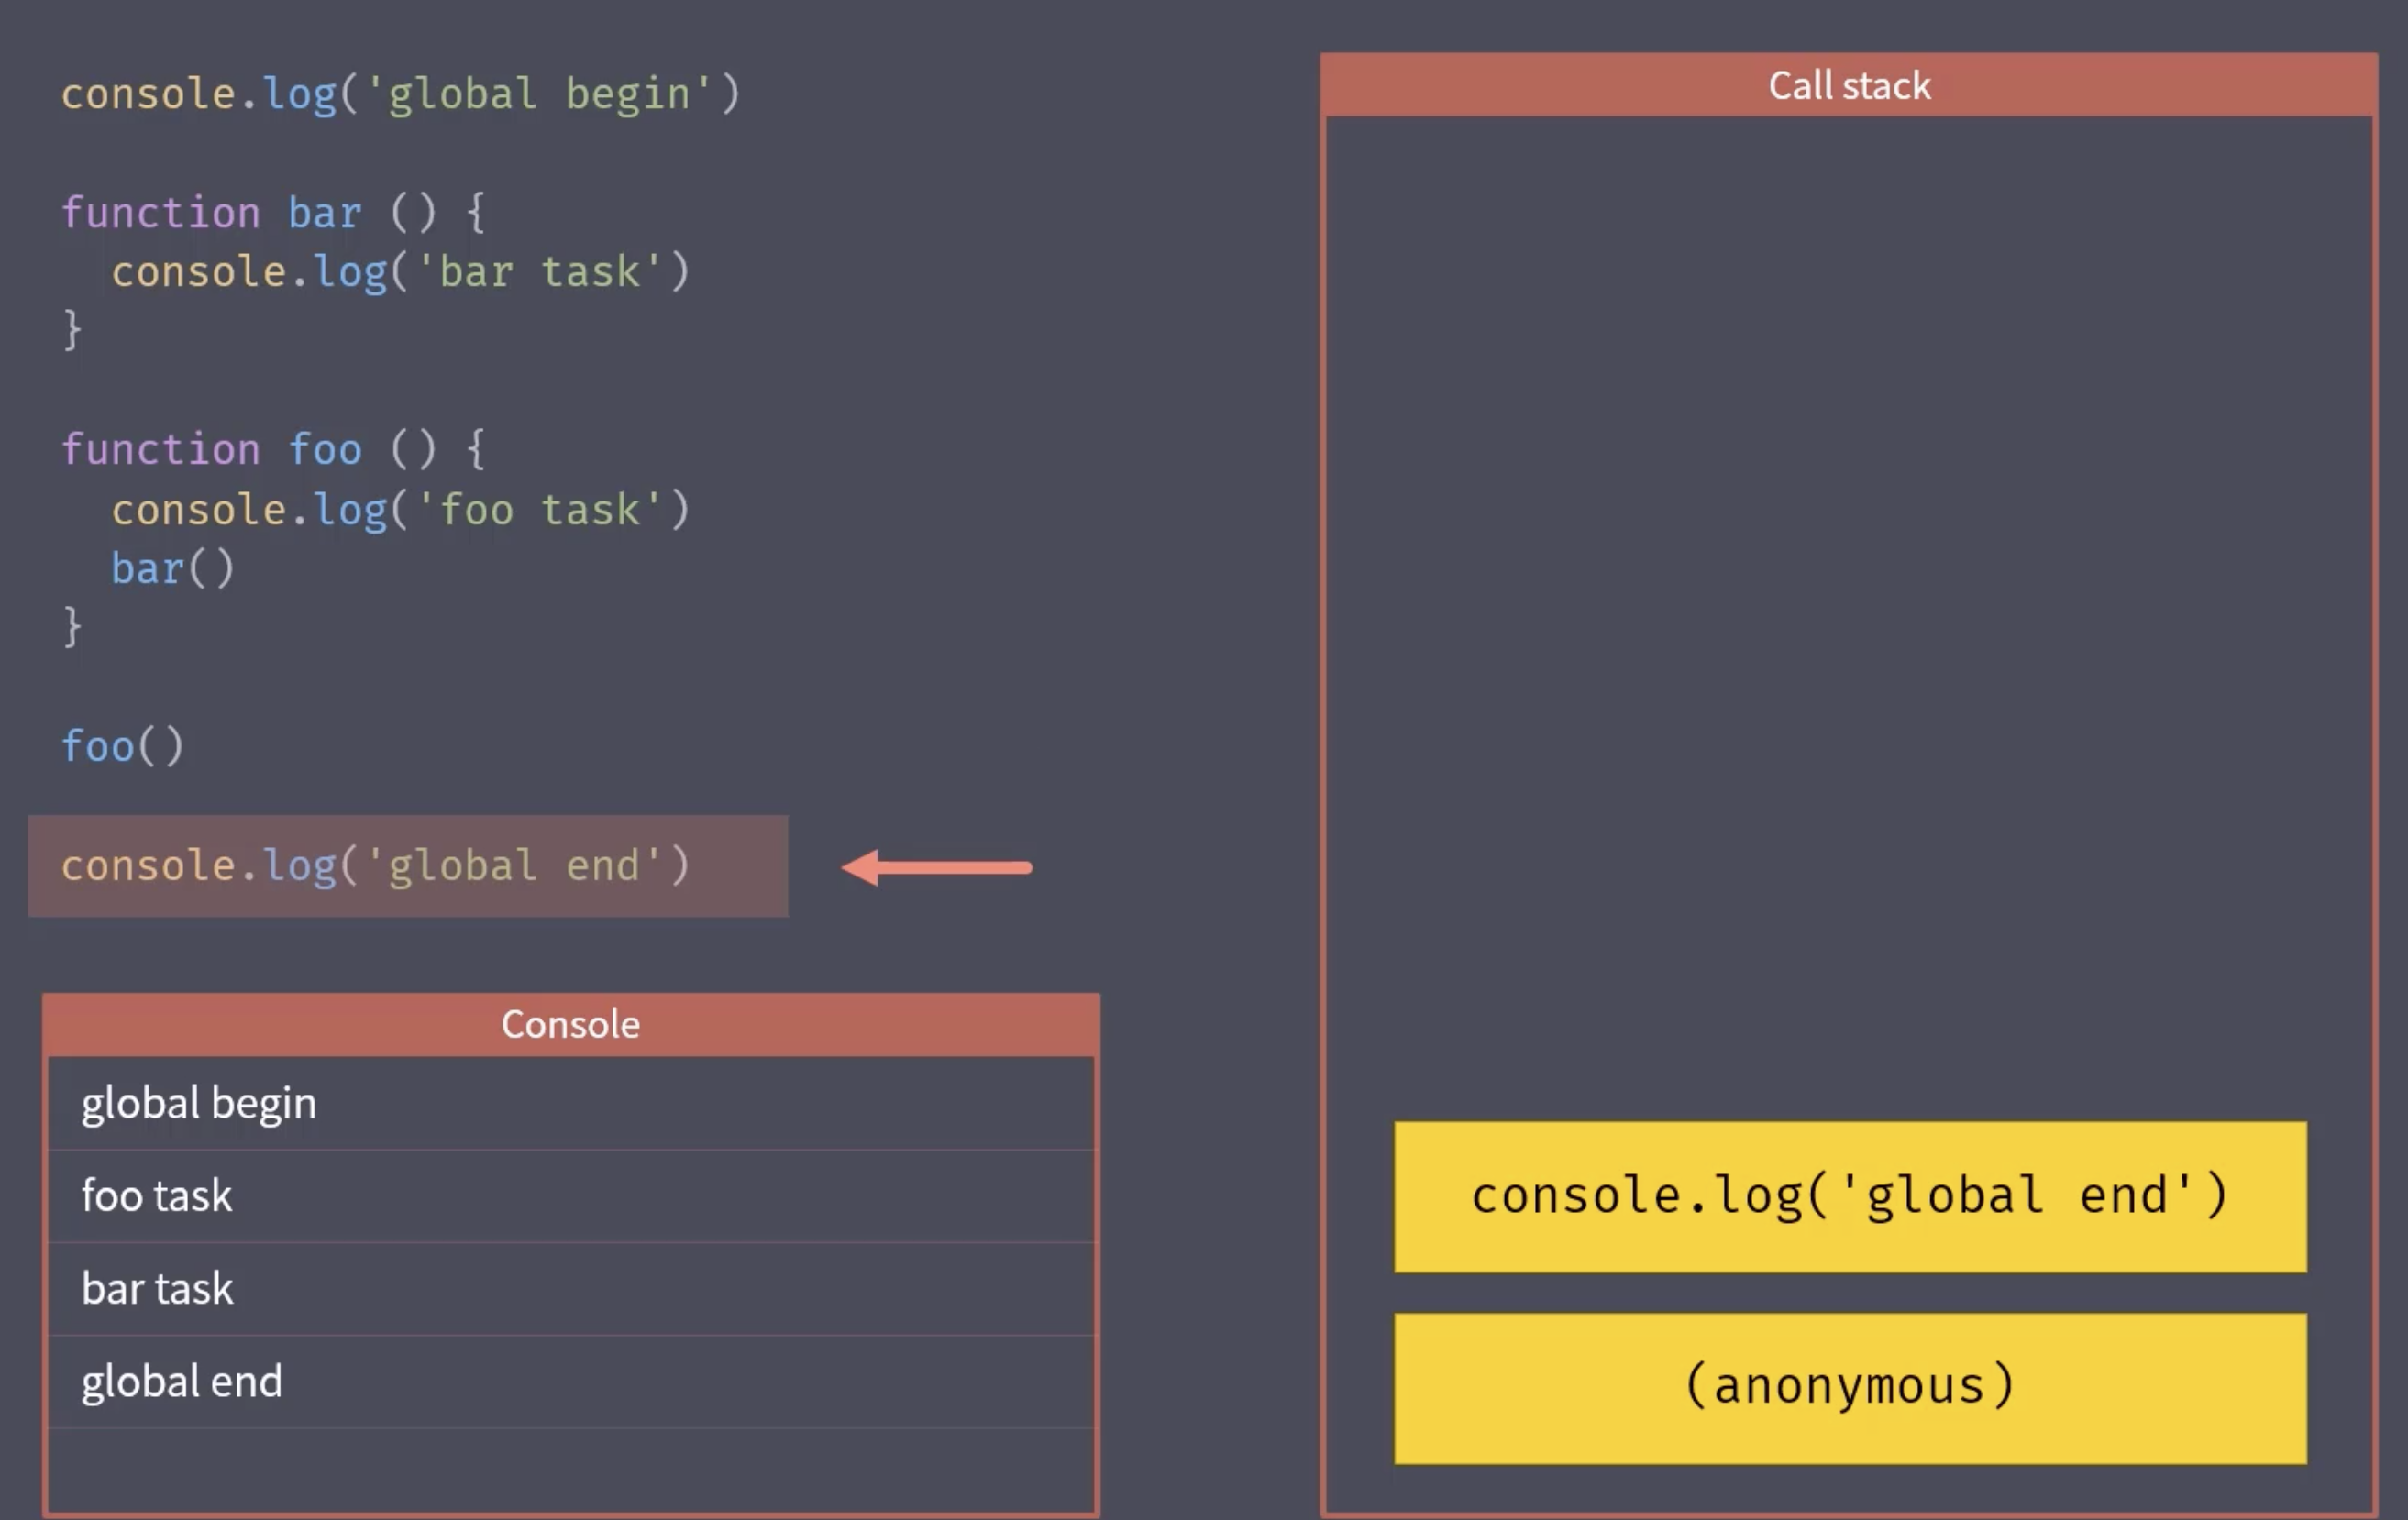 console.log('global begin')
function bar () {
  console.log('bar task')
}
function foo () {
  console.log('foo task')
  bar()
}
foo()
console.log('global end')
Console
global begin
foo task
bar task
global end
Call stack
console.log('global end')
(anonymous)